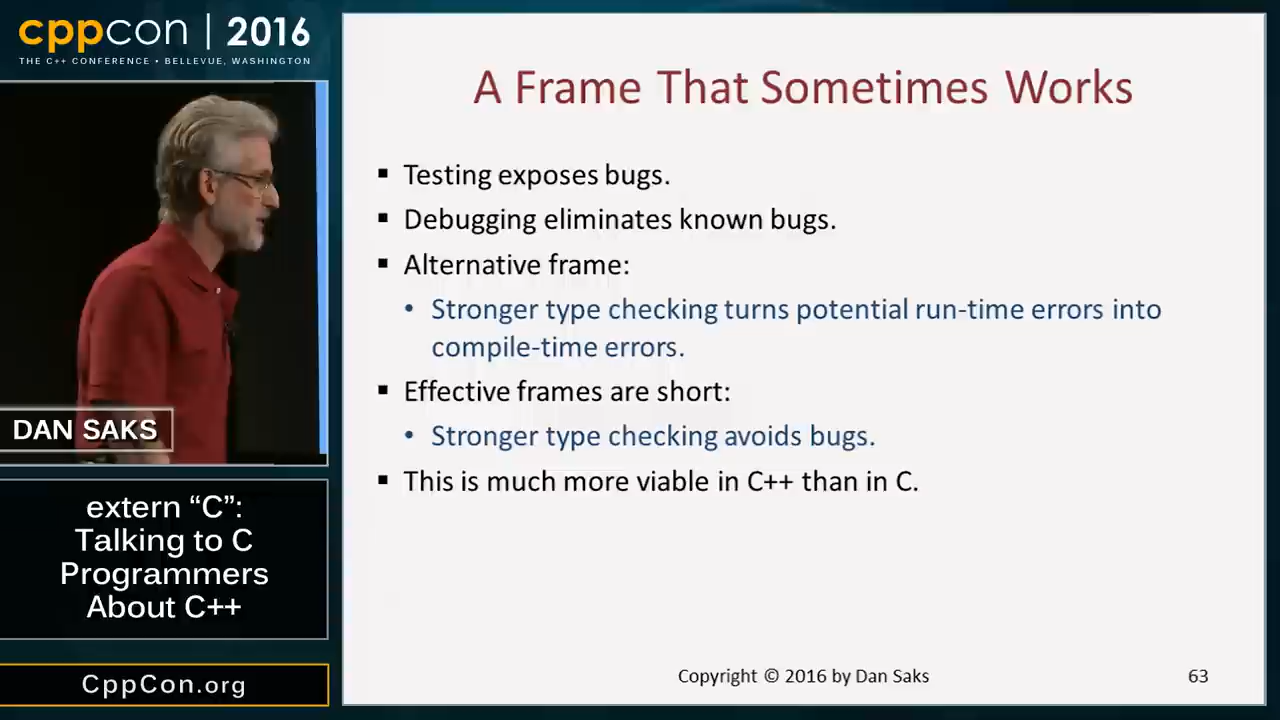 cppcon | 2016
THE C++ CONFERENCE • BELLEVUE, WASHINGTON
DAN SAKS
extern “C”:
Talking to C
Programmers
About C++
CppCon.org
A Frame That Sometimes Works
▪ Testing exposes bugs.
▪ Debugging eliminates known bugs.
▪ Alternative frame:
• Stronger type checking turns potential run-time errors into
compile-time errors.
▪ Effective frames are short:
• Stronger type checking avoids bugs.
▪ This is much more viable in C++ than in C.
Copyright © 2016 by Dan Saks
63